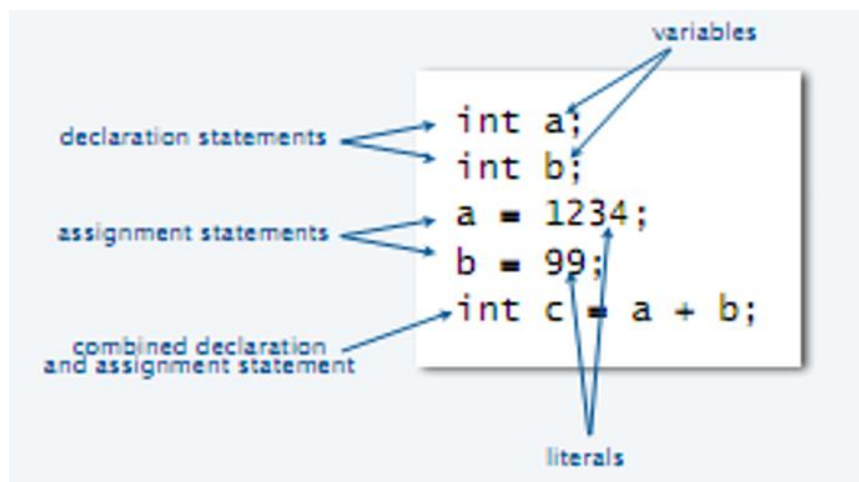 variables
int a;
declaration statements
int b;
a = 1234;
assignment statements
b = 99;
int c = a + b;
combined declaration
and assignment statement
literals